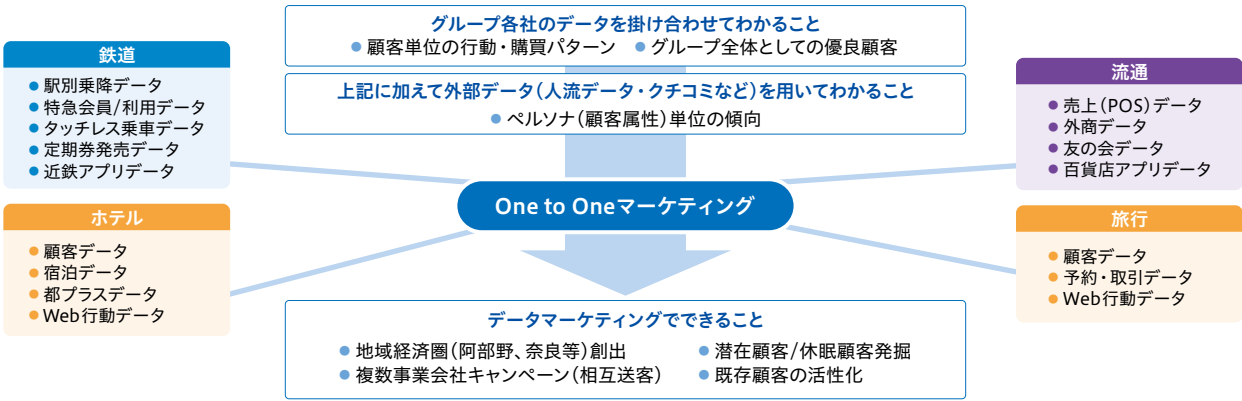 グループ各社のデータを掛け合わせてわかること
● 顧客単位の行動・購買パターン ● グループ全体としての優良顧客
上記に加えて外部データ（人流データ・クチコミなど）を用いてわかること
● ペルソナ（顧客属性）単位の傾向
鉄道
● 駅別乗降データ
● 特急会員/利用データ
● タッチレス乗車データ
● 定期券発売データ
● 近鉄アプリデータ
流通
● 売上（POS）データ
● 外商データ
● 友の会データ
● 百貨店アプリデータ
One to Oneマーケティング
ホテル
● 顧客データ
● 宿泊データ
● 都プラスデータ
● Web行動データ
旅行
● 顧客データ
● 予約・取引データ
● Web行動データ
データマーケティングでできること
● 地域経済圏（阿部野、奈良等）創出
● 複数事業会社キャンペーン（相互送客）
● 潜在顧客/休眠顧客発掘
● 既存顧客の活性化